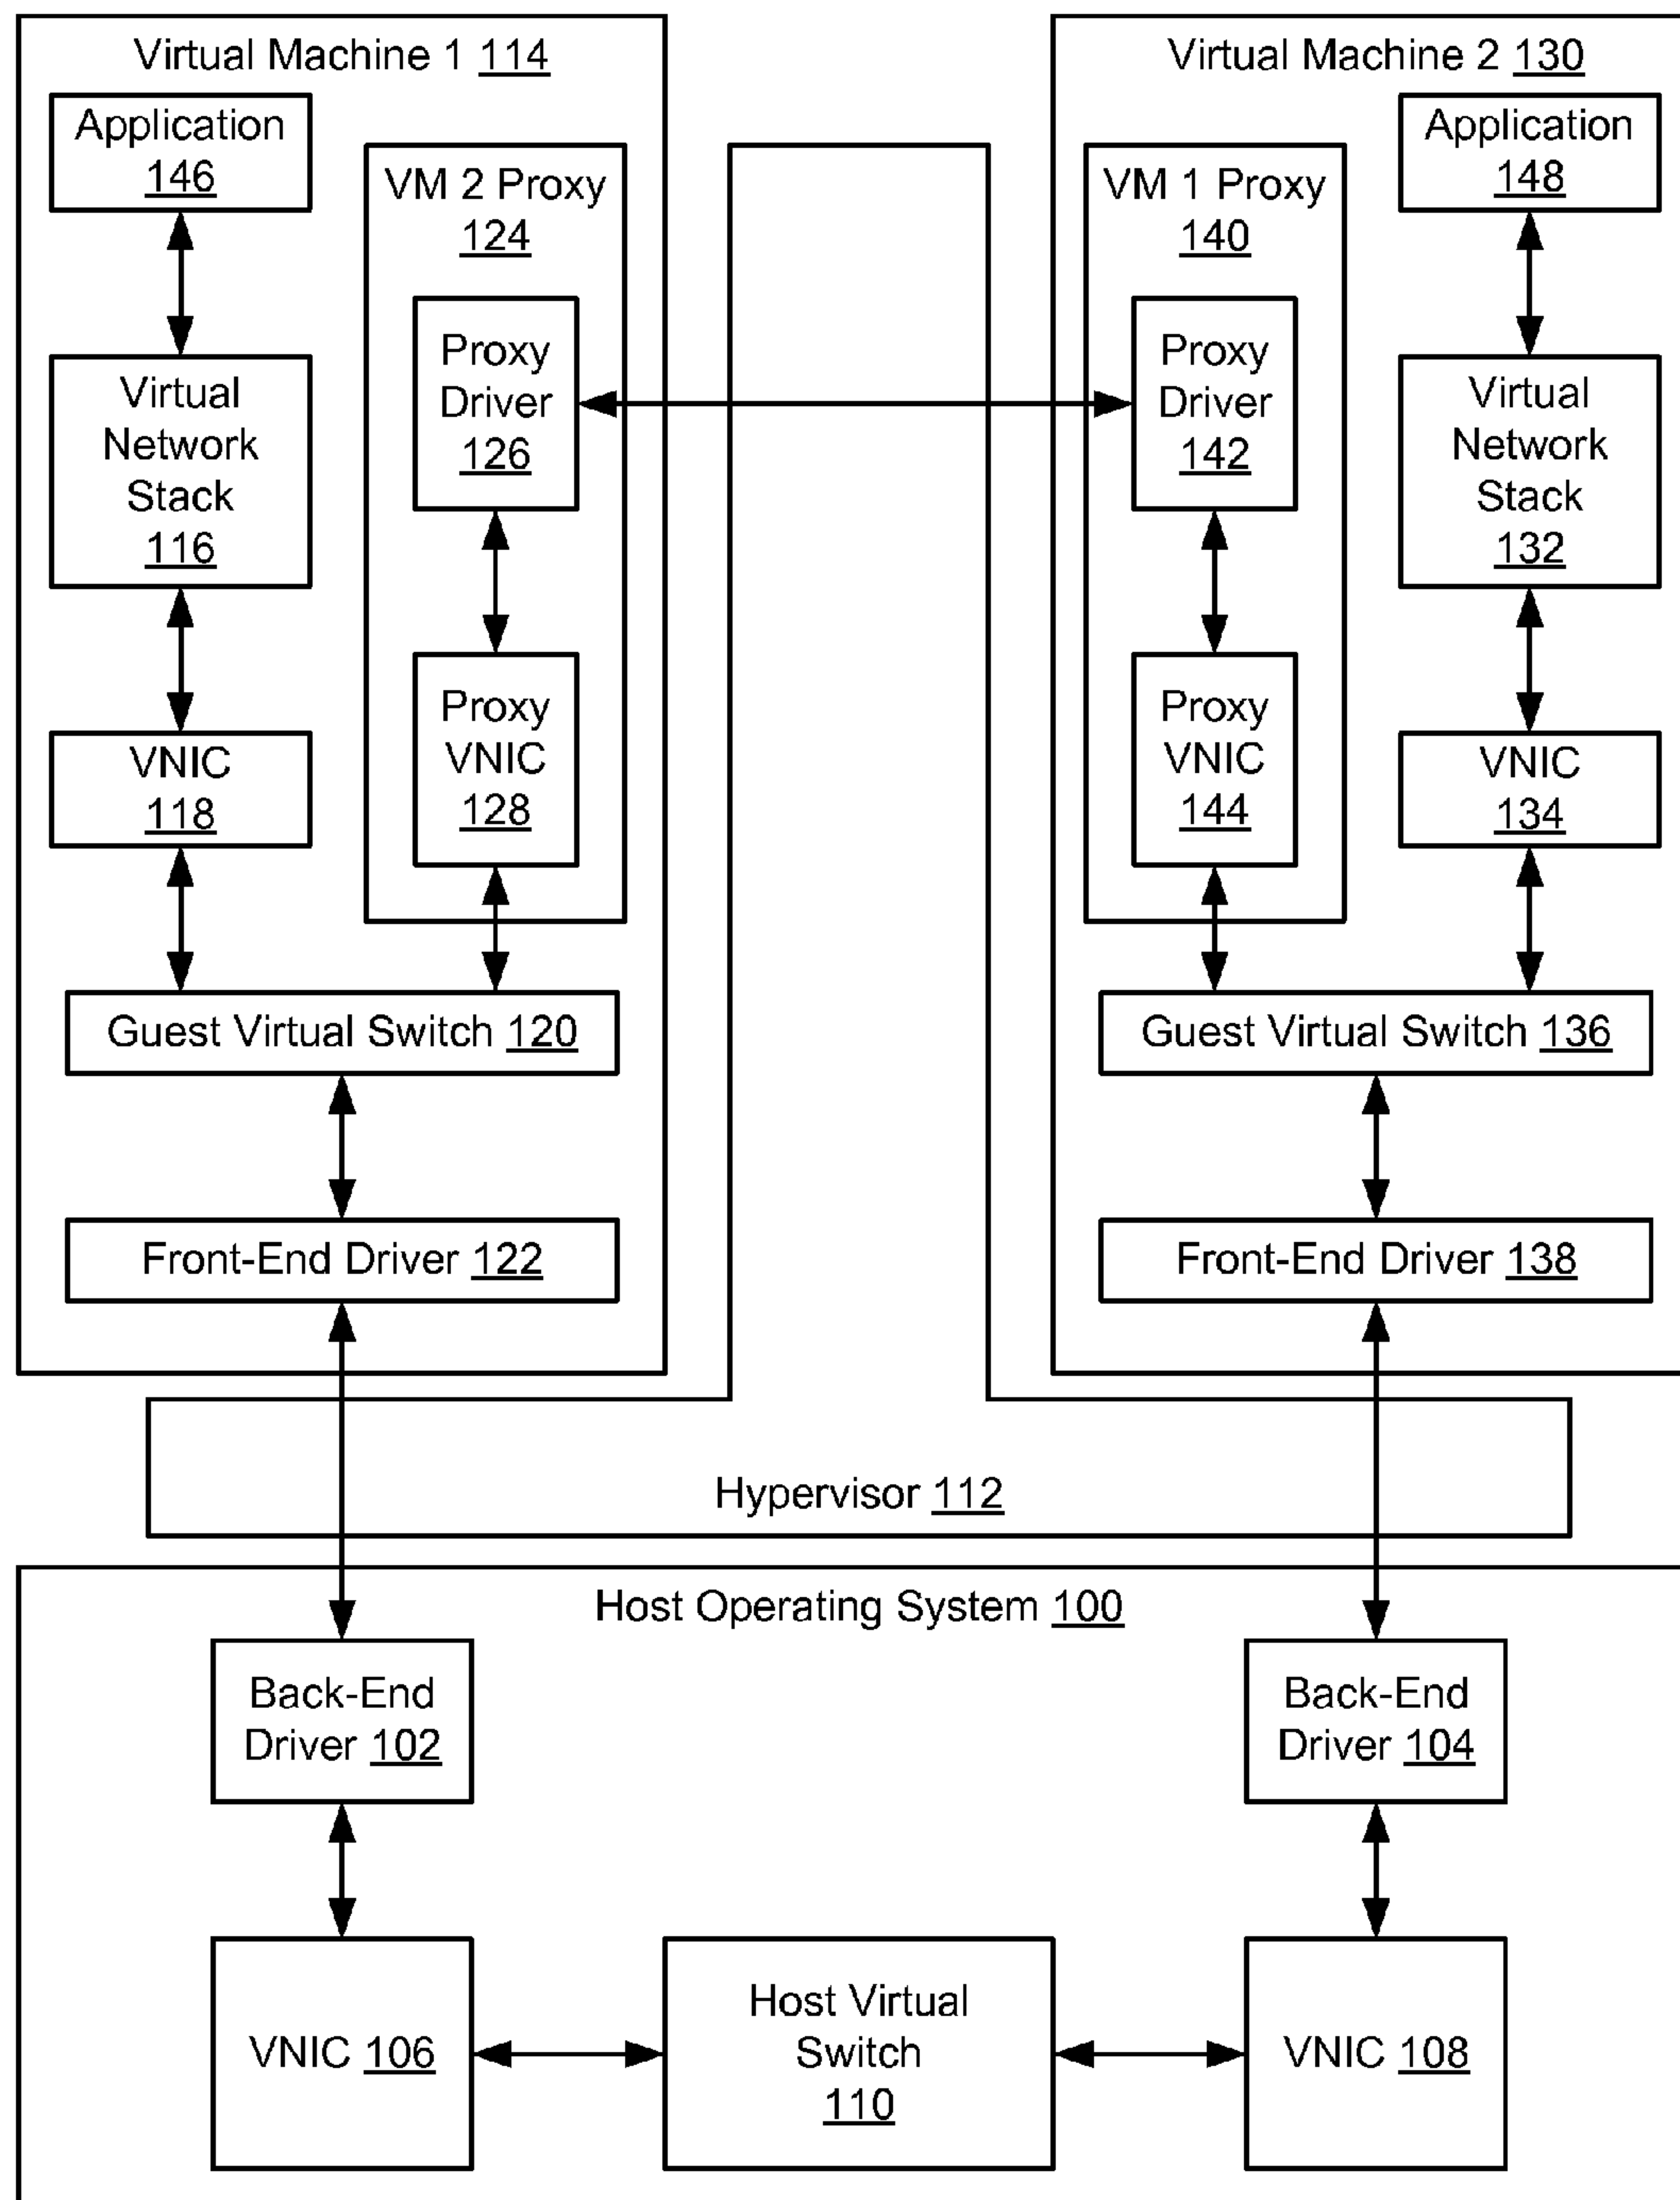 Virtual Machine 1 114
Application
146
VM 2 Proxy
124
Proxy
Driver
126
Virtual
Network
Stack
116
Proxy
VNIC
128
VNIC
118
Guest Virtual Switch 120
Front-End Driver 122
Virtual Machine 2 130
VM 1 Proxy
140
Application
148
Proxy
Driver
142
Virtual
Network
Stack
132
Proxy
VNIC
144
VNIC
134
Guest Virtual Switch 136
Front-End Driver 138
Hypervisor 112
Host Operating System 100
Back-End
Driver 102
Back-End
Driver 104
VNIC 106
Host Virtual
Switch
110
VNIC 108